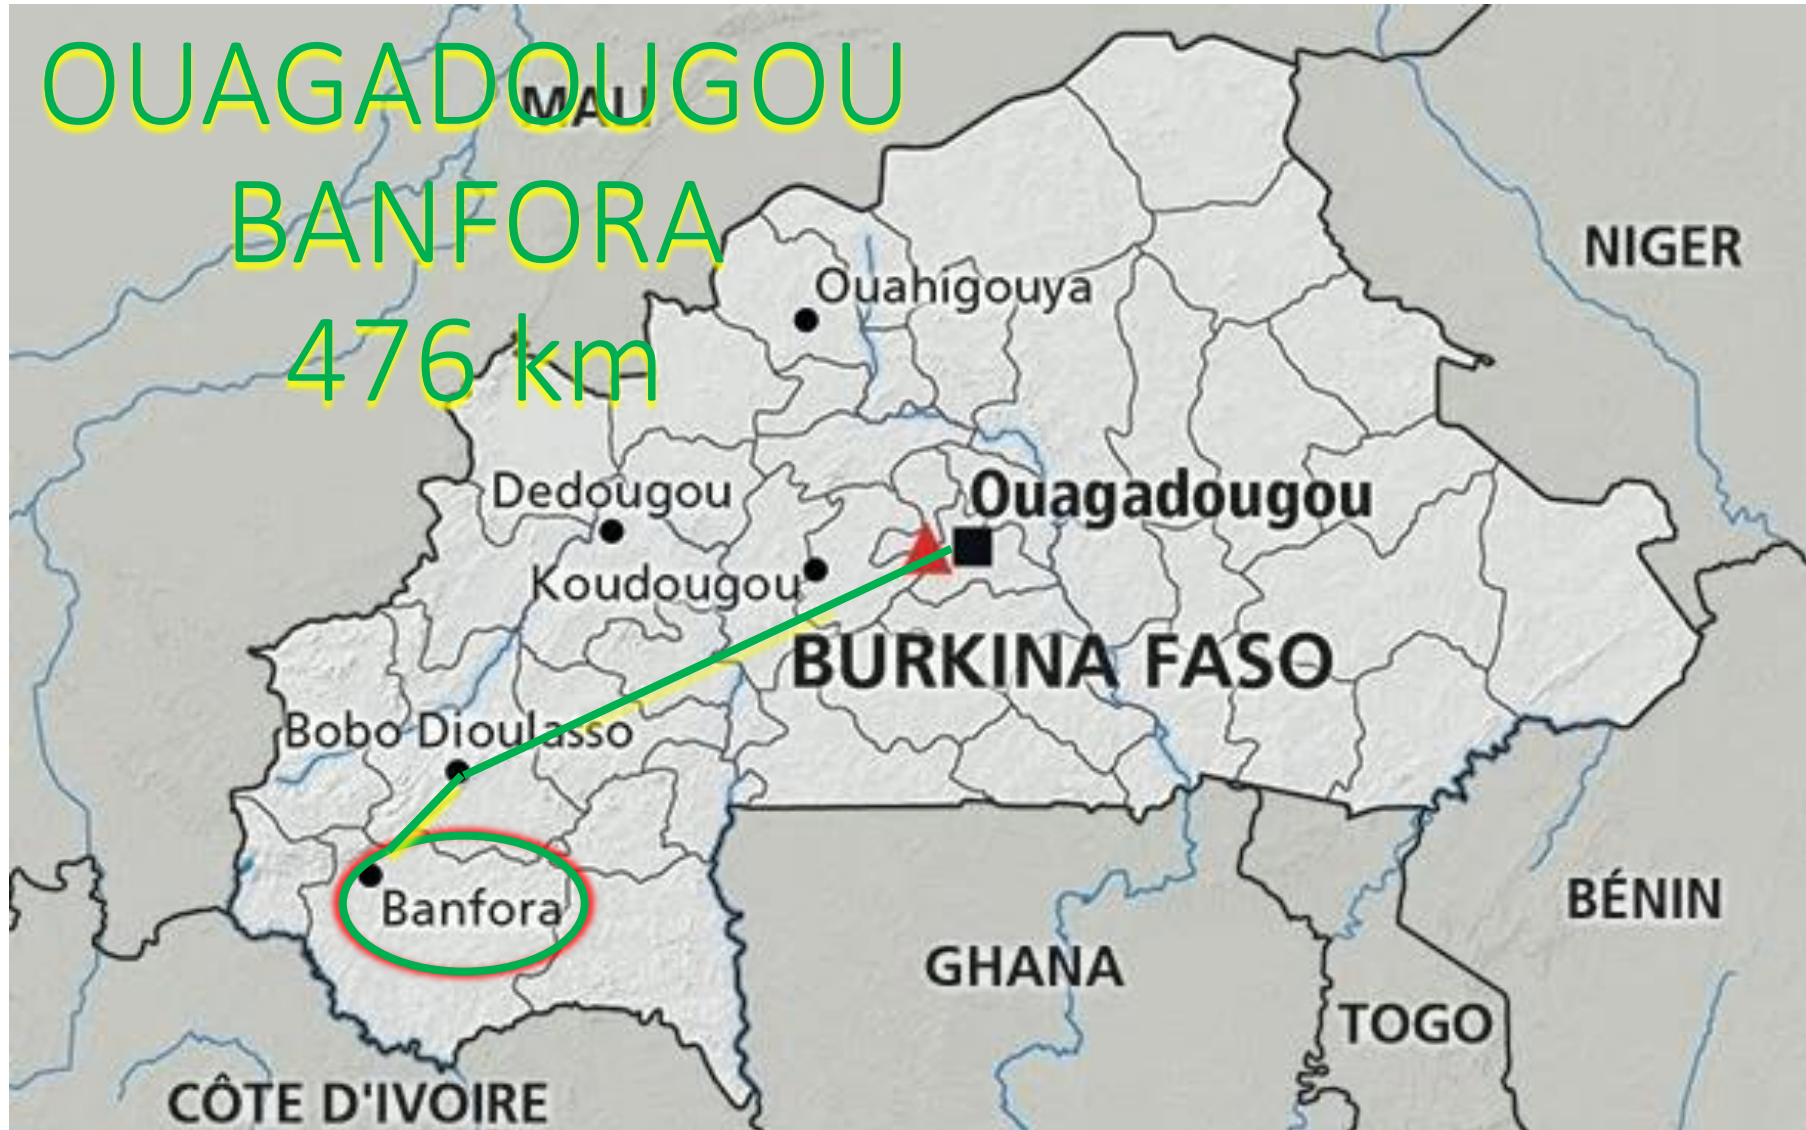 OUAGADOUGOU
MALI
BANFORA
476 km
NIGER
Ouahigouya
Dedougou
Ouagadougou
Koudougou
BURKINA FASO
Bobo Dioulasso
Banfora
BÉNIN
GHANA
TOGO
CÔTE D'IVOIRE